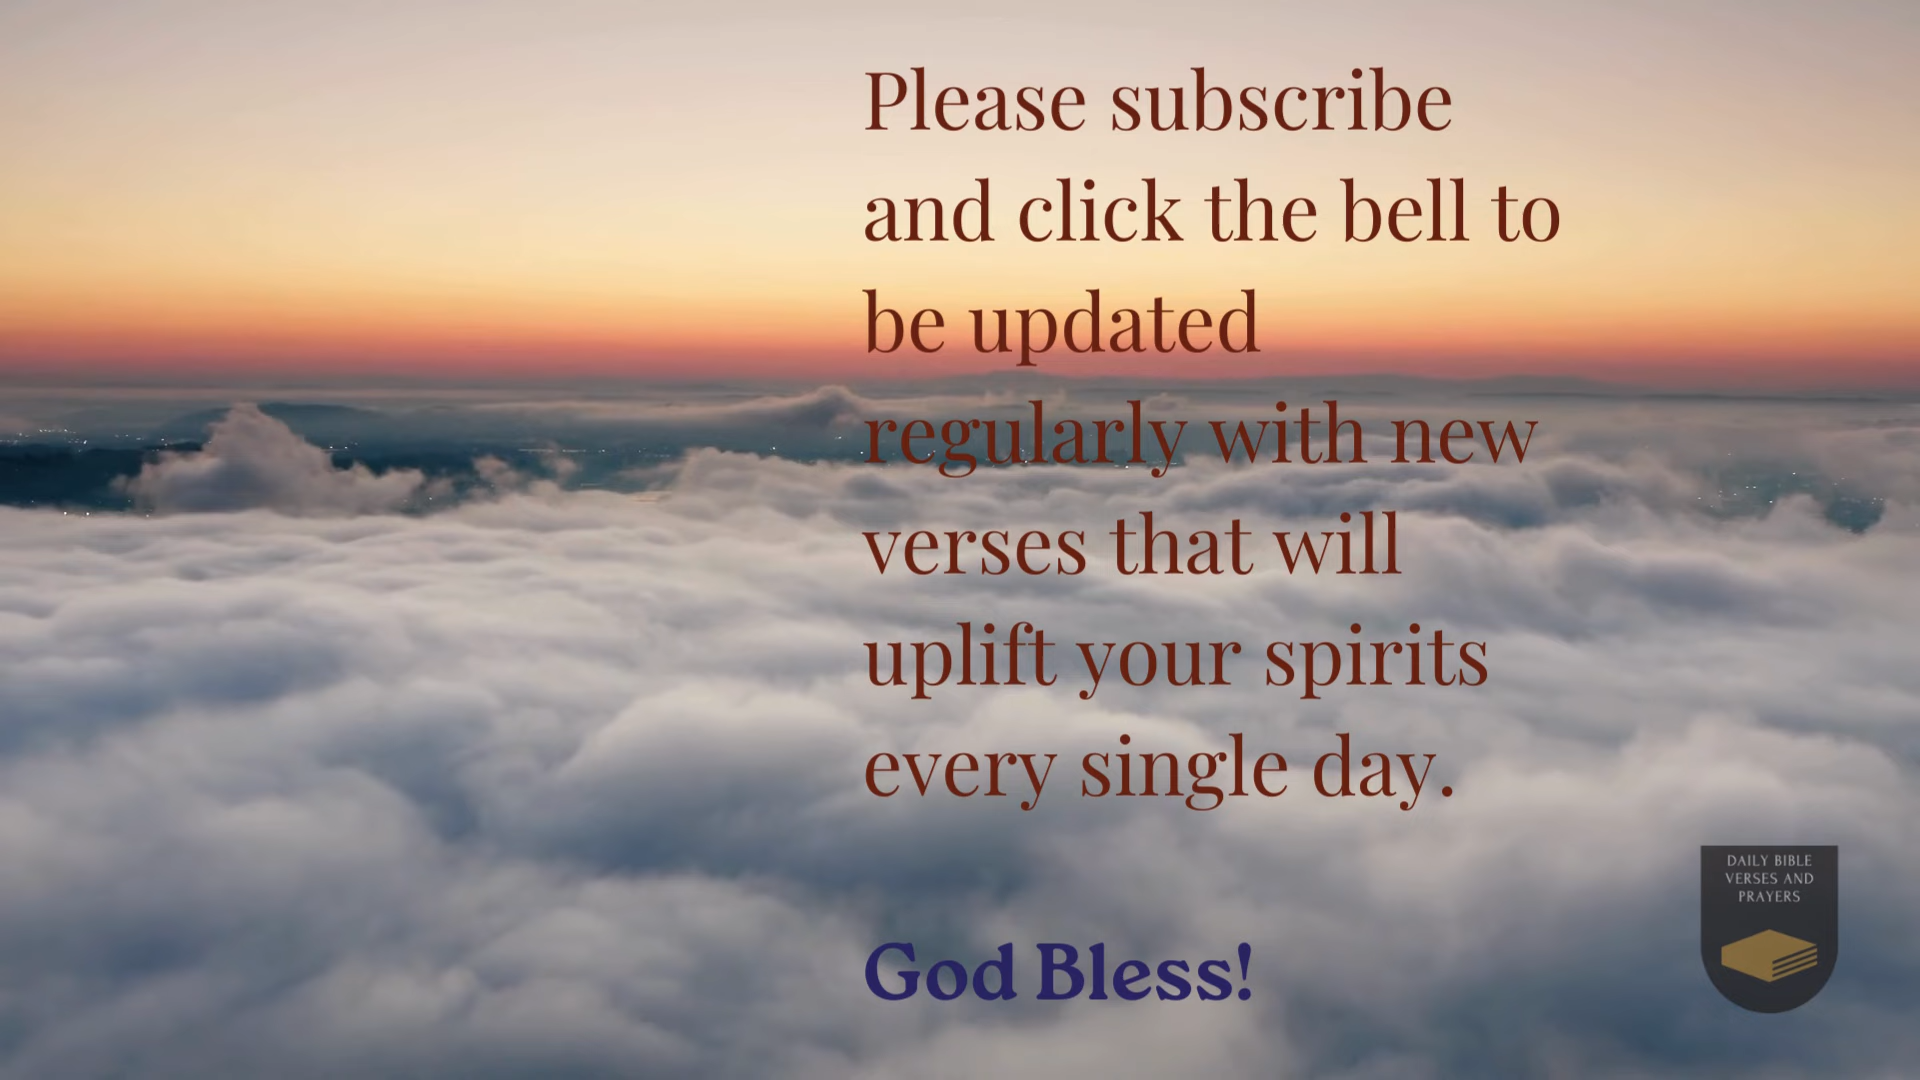 Please subscribe
and click the bell to
be updated
regularly with new
verses that will
uplift your spirits
every single day.
God Bless!
DAILY BIBLE
VERSES AND
PRAYERS